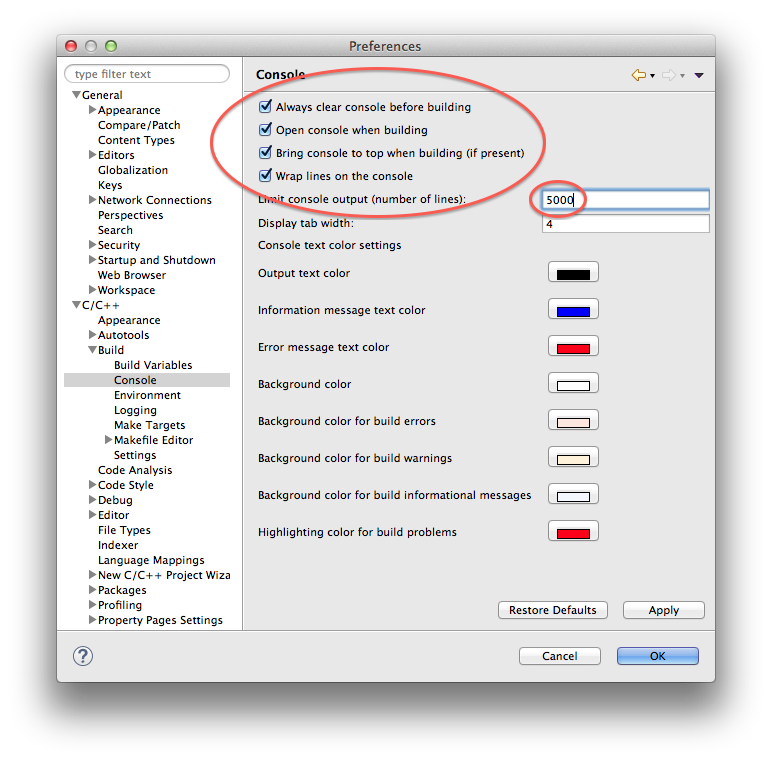 Preferences
type filter text
General
Appearance
Compare/Patch
Content Types
Editors
Globalization
Keys
Network Connections
Perspectives
Search
Security
Startup and Shutdown
Web Browser
Workspace
C/C++
Appearance
Autotools
Build
Build Variables
Console
Environment
Logging
Make Targets
Makefile Editor
Settings
Code Analysis
Code Style
Debug
Editor
File Types
Indexer
Language Mappings
New C/C++ Project Wiza
Packages
Profiling
Property Pages Settings
Console
Always clear console before building
Open console when building
Bring console to top when building (if present)
Wrap lines on the console
Limit console output (number of lines): 5000
Display tab width: 4
Console text color settings
Output text color
Information message text color
Error message text color
Background color
Background color for build errors
Background color for build warnings
Background color for build informational messages
Highlighting color for build problems
Restore Defaults Apply
? Cancel OK